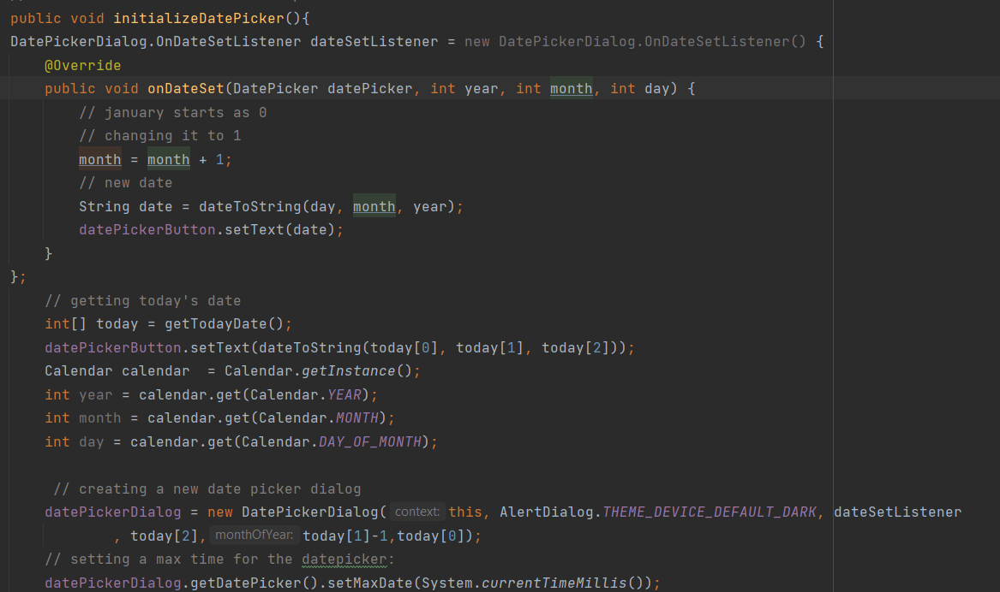 public void initializeDatePicker(){
DatePickerDialog.OnDateSetListener dateSetListener = new DatePickerDialog.OnDateSetListener() {
@Override
public void onDateSet(DatePicker datePicker, int year, int month, int day) {
// january starts as 0
// changing it to 1
month = month + 1;
// new date
String date = dateToString(day, month, year);
datePickerButton.setText(date);
}
};
// getting today's date
int[] today = getTodayDate();
datePickerButton.setText(dateToString(today[0], today[1], today[2]));
Calendar calendar  = Calendar.getInstance();
int year = calendar.get(Calendar.YEAR);
int month = calendar.get(Calendar.MONTH);
int day = calendar.get(Calendar.DAY_OF_MONTH);
// creating a new date picker dialog
datePickerDialog = new DatePickerDialog( context: this, AlertDialog.THEME_DEVICE_DEFAULT_DARK, dateSetListener
, today[2], monthOfYear: today[1]-1,today[0]);
// setting a max time for the datepicker:
datePickerDialog.getDatePicker().setMaxDate(System.currentTimeMillis());